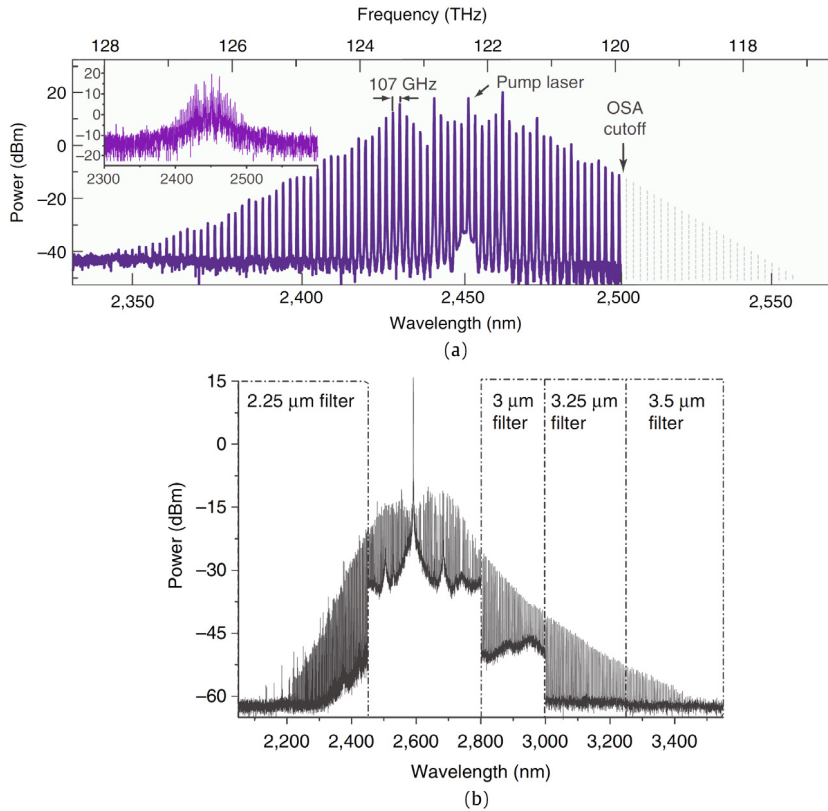 Frequency (THz)
128 126 124 123 122 120 118
20
10
0
−10
−20
2300 2400 2500
107 GHz
Pump laser
OSA
cutoff
20
0
−20
−40
Power (dBm)
2,350 2,400 2,450 2,500 2,550
Wavelength (nm)
(a)
15
0
−15
−30
−45
−60
Power (dBm)
2.25 μm filter
3 μm
filter
3.25 μm
filter
3.5 μm
filter
2,200 2,400 2,600 2,800 3,000 3,200 3,400
Wavelength (nm)
(b)